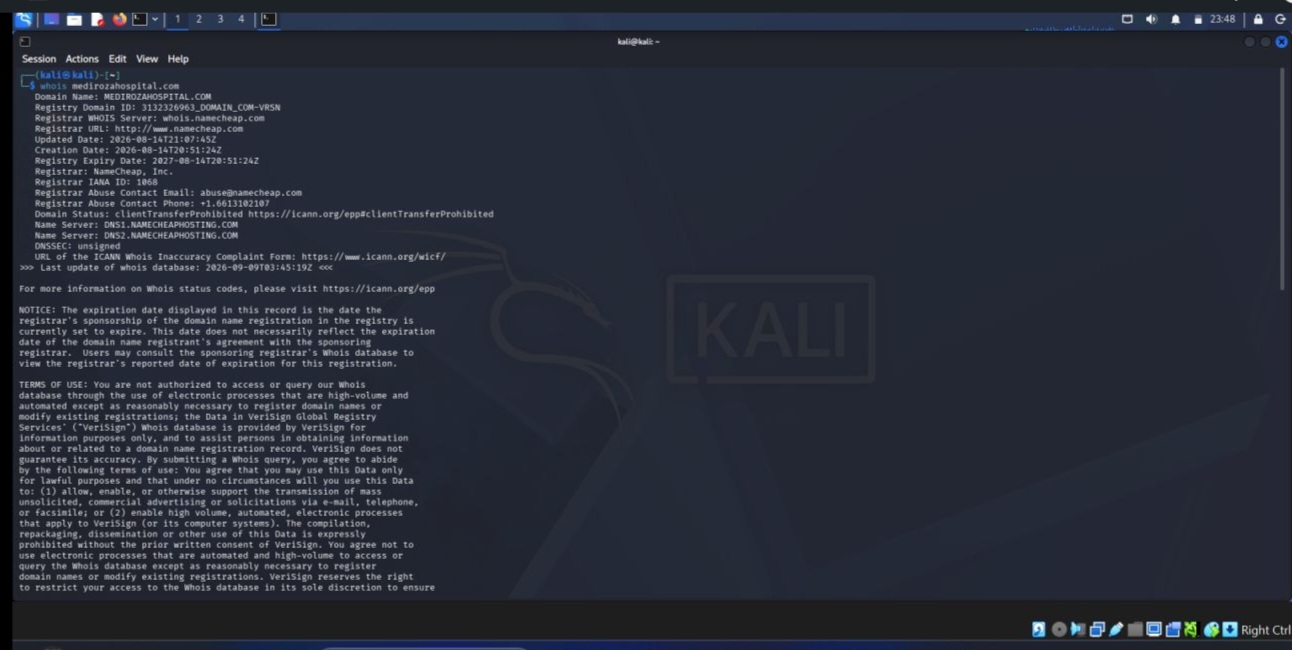 1 2 3 4
23:48
kali@kali: ~
Session Actions Edit View Help
(kali㉿kali)-[~]
$ whois medirozahospital.com
Domain Name: MEDIROZAHOSPITAL.COM
Registry Domain ID: 3132326963_DOMAIN_COM-VRSN
Registrar WHOIS Server: whois.namecheap.com
Registrar URL: http://www.namecheap.com
Updated Date: 2026-08-14T21:07:45Z
Creation Date: 2026-08-14T20:51:24Z
Registry Expiry Date: 2027-08-14T20:51:24Z
Registrar: NameCheap, Inc.
Registrar IANA ID: 1068
Registrar Abuse Contact Email: abuse@namecheap.com
Registrar Abuse Contact Phone: +1.6613102107
Domain Status: clientTransferProhibited https://icann.org/epp#clientTransferProhibited
Name Server: DNS1.NAMECHEAPHOSTING.COM
Name Server: DNS2.NAMECHEAPHOSTING.COM
DNSSEC: unsigned
URL of the ICANN Whois Inaccuracy Complaint Form: https://www.icann.org/wicf/
>>> Last update of whois database: 2026-09-09T03:45:19Z <<<
For more information on Whois status codes, please visit https://icann.org/epp
NOTICE: The expiration date displayed in this record is the date the
registrar's sponsorship of the domain name registration in the registry is
currently set to expire. This date does not necessarily reflect the expiration
date of the domain name registrant's agreement with the sponsoring
registrar. Users may consult the sponsoring registrar's Whois database to
view the registrar's reported date of expiration for this registration.
TERMS OF USE: You are not authorized to access or query our Whois
database through the use of electronic processes that are high-volume and
automated except as reasonably necessary to register domain names or
modify existing registrations; the Data in VeriSign Global Registry
Services' ("VeriSign") Whois database is provided by VeriSign for
information purposes only, and to assist persons in obtaining information
about or related to a domain name registration record. VeriSign does not
guarantee its accuracy. By submitting a Whois query, you agree to abide
by the following terms of use: You agree that you may use this Data only
for lawful purposes and that under no circumstances will you use this Data
to: (1) allow, enable, or otherwise support the transmission of mass
unsolicited, commercial advertising or solicitations via e-mail, telephone,
or facsimile; or (2) enable high volume, automated, electronic processes
that apply to VeriSign (or its computer systems). The compilation,
repackaging, dissemination or other use of this Data is expressly
prohibited without the prior written consent of VeriSign. You agree not to
use electronic processes that are automated and high-volume to access or
query the Whois database except as reasonably necessary to register
domain names or modify existing registrations. VeriSign reserves the right
to restrict your access to the Whois database in its sole discretion to ensure
KALI
Right Ctrl